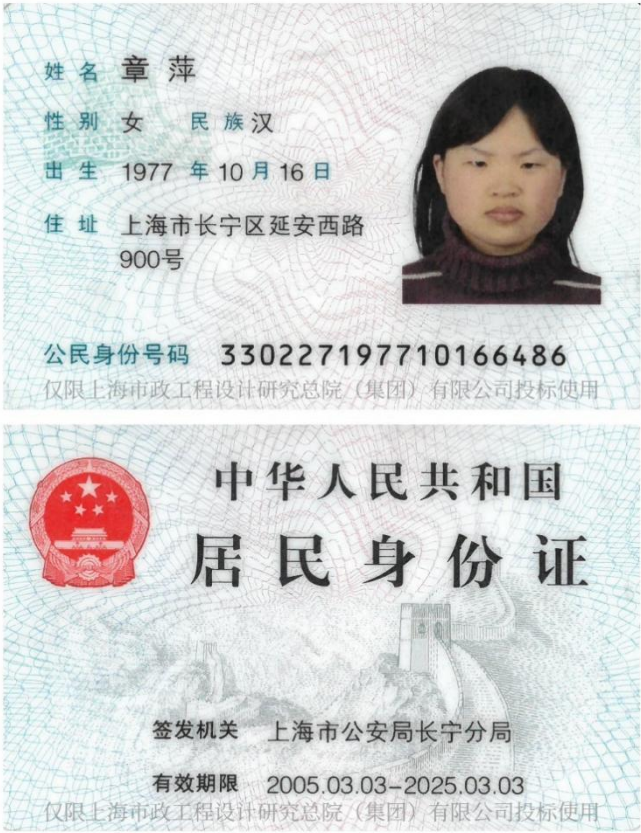 姓名 章萍
性别 女 民族 汉
出生 1977 年 10 月 16 日
住址 上海市长宁区延安西路
900号
公民身份号码 330227197710166486
仅限上海市政工程设计研究总院（集团）有限公司投标使用
中华人民共和国
居民身份证
签发机关 上海市公安局长宁分局
有效期限 2005.03.03-2025.03.03
仅限上海市政工程设计研究总院（集团）有限公司投标使用